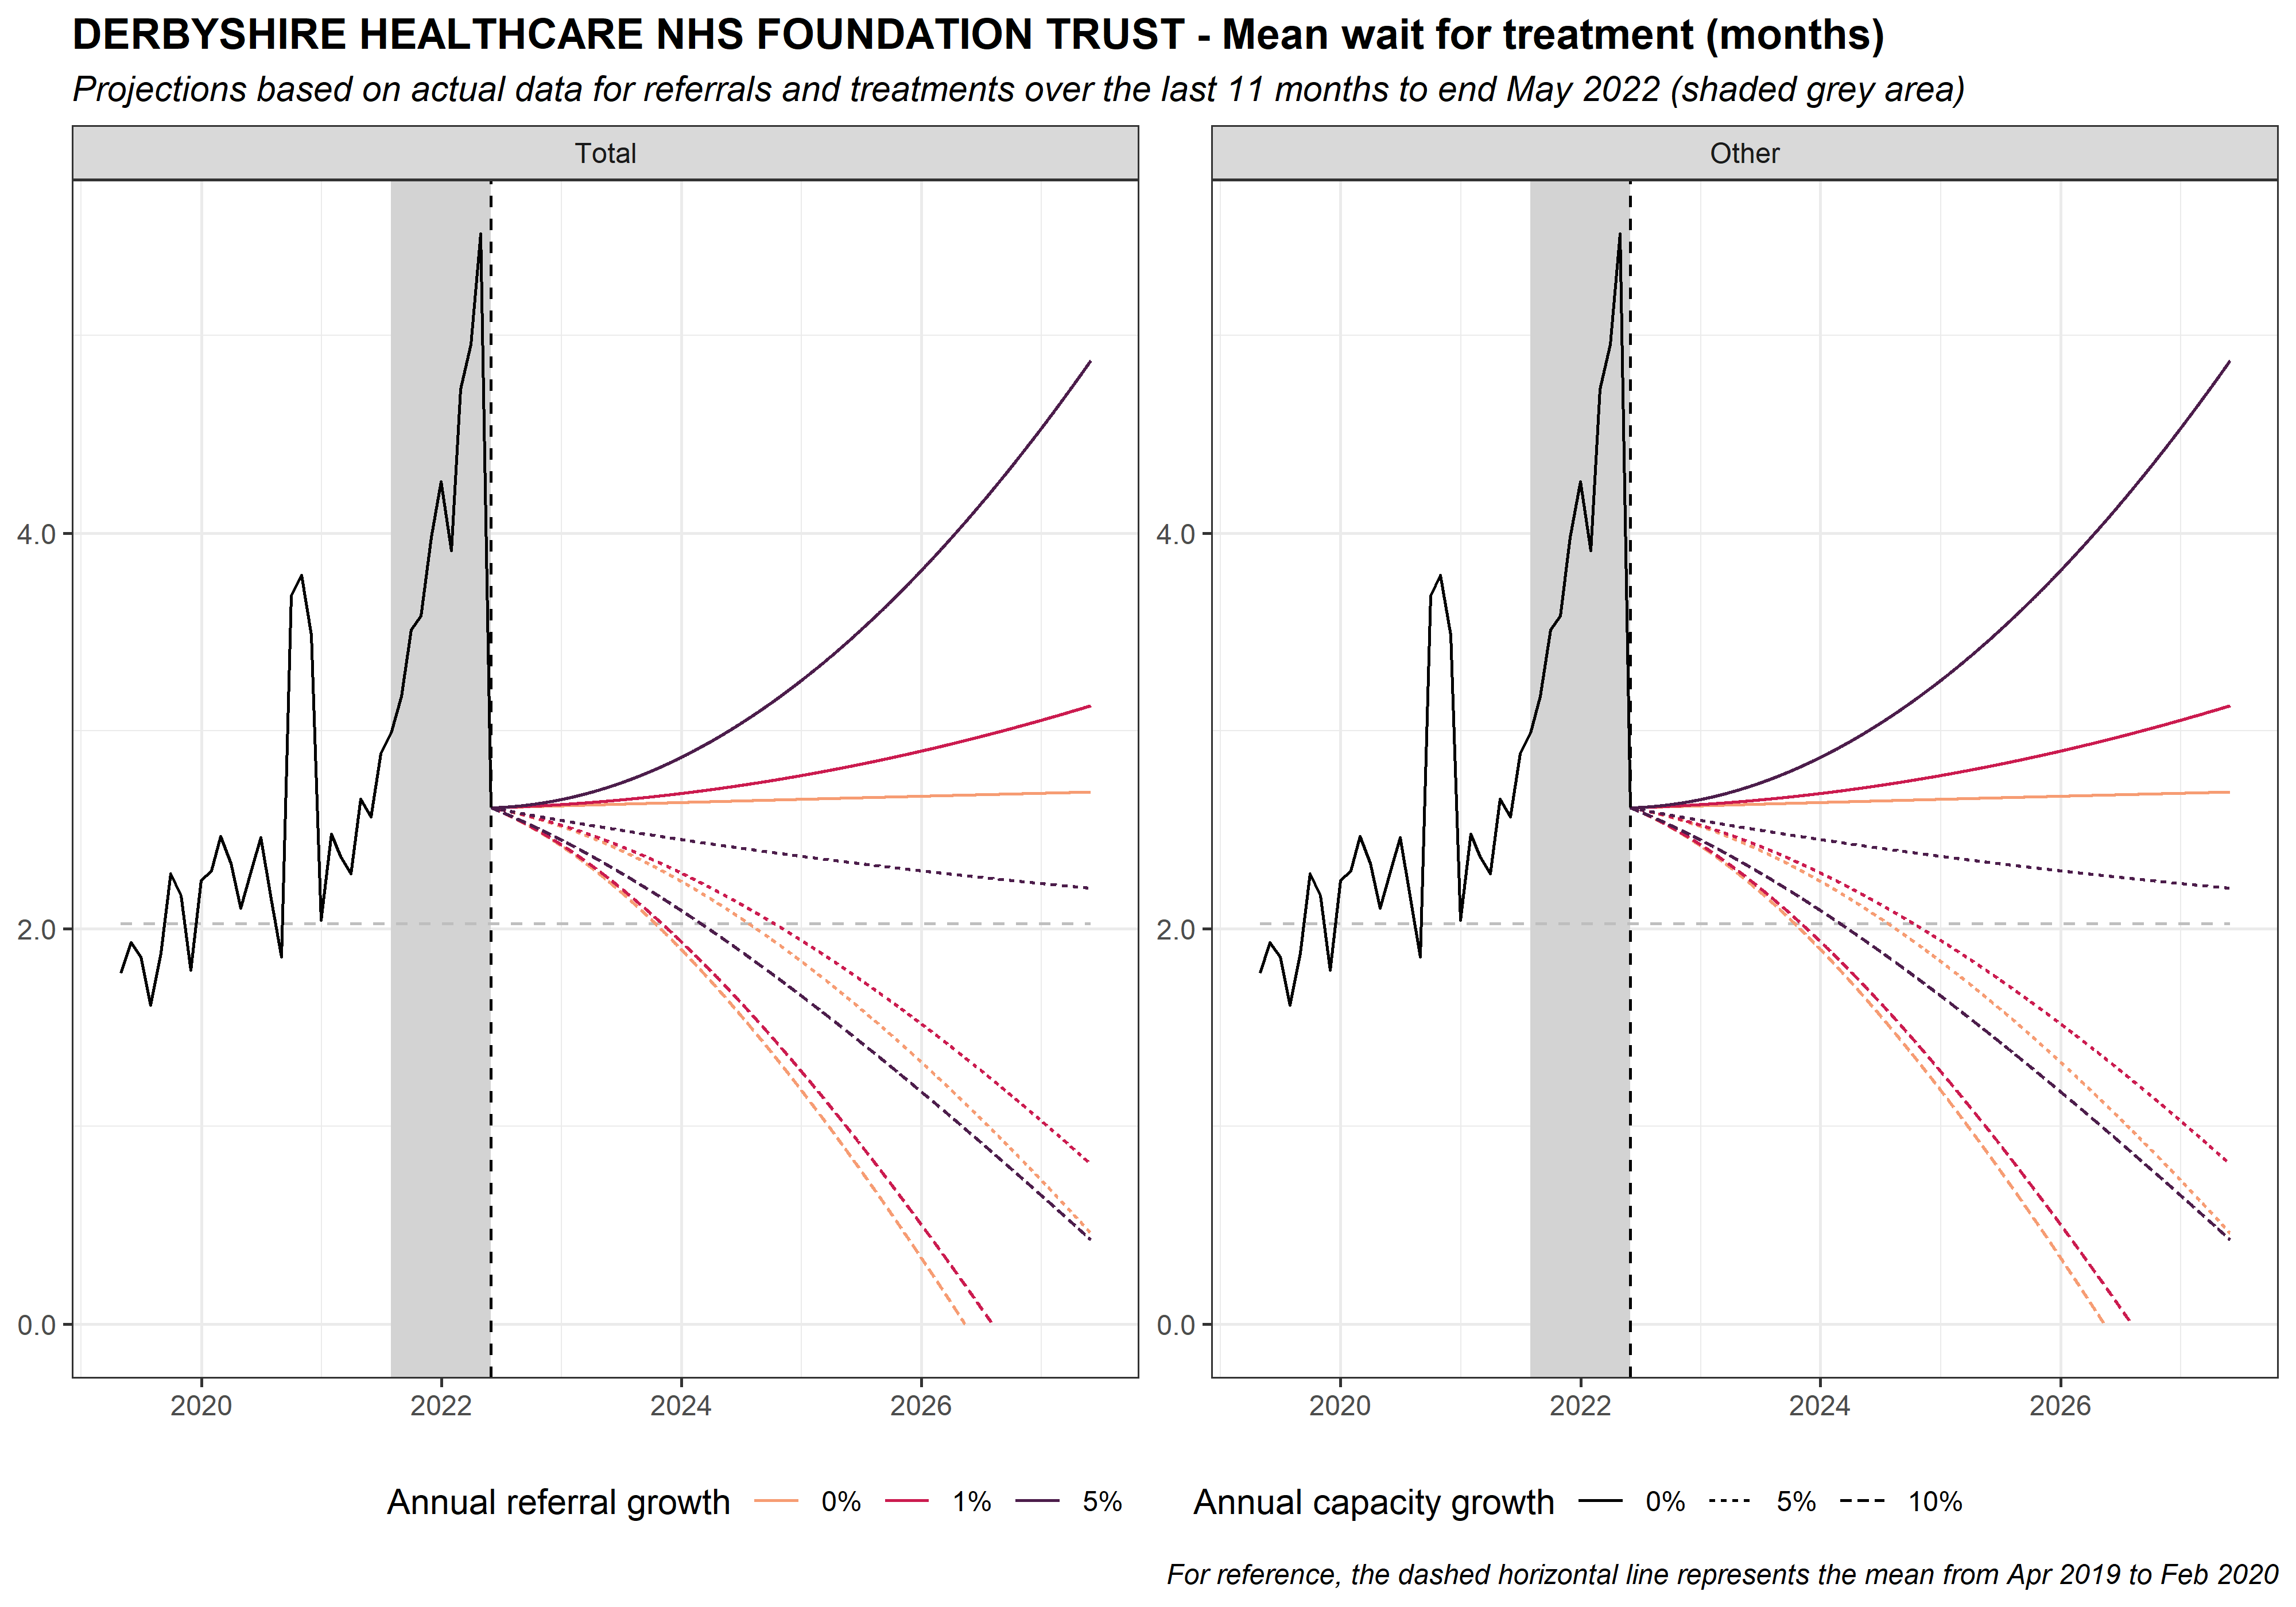 DERBYSHIRE HEALTHCARE NHS FOUNDATION TRUST - Mean wait for treatment (months)
Projections based on actual data for referrals and treatments over the last 11 months to end May 2022 (shaded grey area)
Total
Other
4.0
2.0
0.0
4.0
2.0
0.0
2020 2022 2024 2026
2020 2022 2024 2026
Annual referral growth 0% 1% 5%
Annual capacity growth 0% 5% 10%
For reference, the dashed horizontal line represents the mean from Apr 2019 to Feb 2020